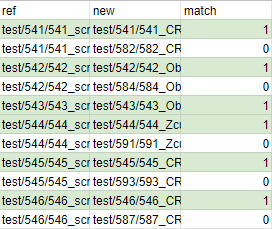 ref new match
test/541/541_scr test/541/541_CR 1
test/541/541_scr test/582/582_CR 0
test/542/542_scr test/542/542_Ob 1
test/542/542_scr test/584/584_Ob 0
test/543/543_scr test/543/543_Ob 1
test/544/544_scr test/544/544_Zcu 1
test/544/544_scr test/591/591_Zcu 0
test/545/545_scr test/545/545_CR 1
test/545/545_scr test/593/593_CR 0
test/546/546_scr test/546/546_CR 1
test/546/546_scr test/587/587_CR 0